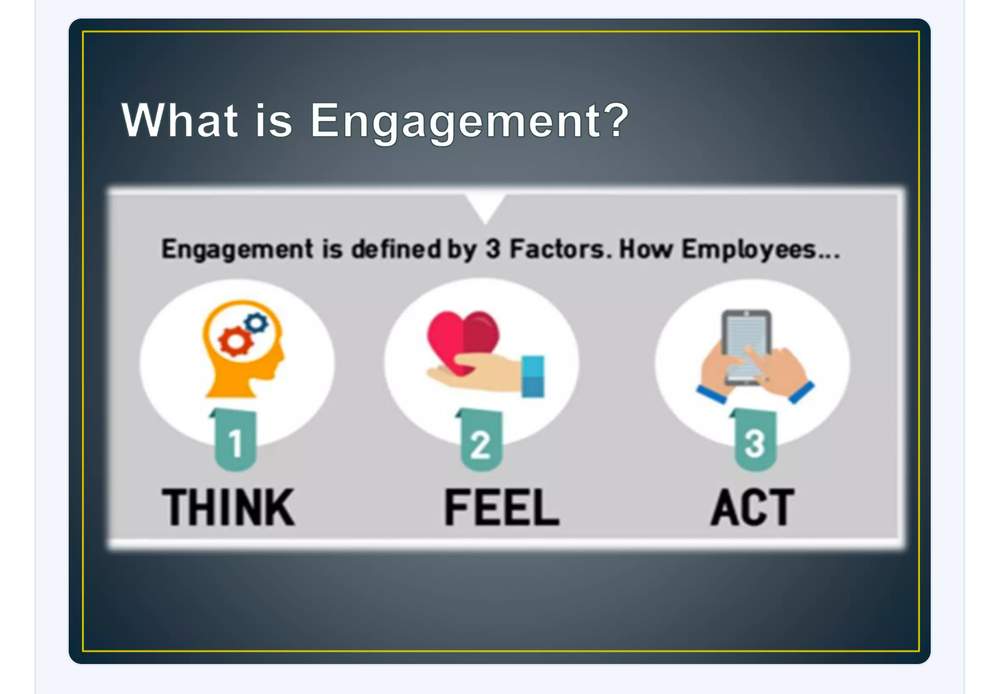 What is Engagement?
Engagement is defined by 3 Factors. How Employees...
1
2
3
THINK
FEEL
ACT